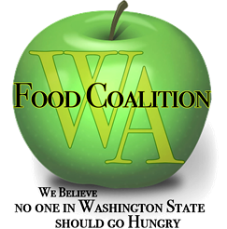 WA
FOOD COALITION
WE BELIEVE
NO ONE IN WASHINGTON STATE
SHOULD GO HUNGRY